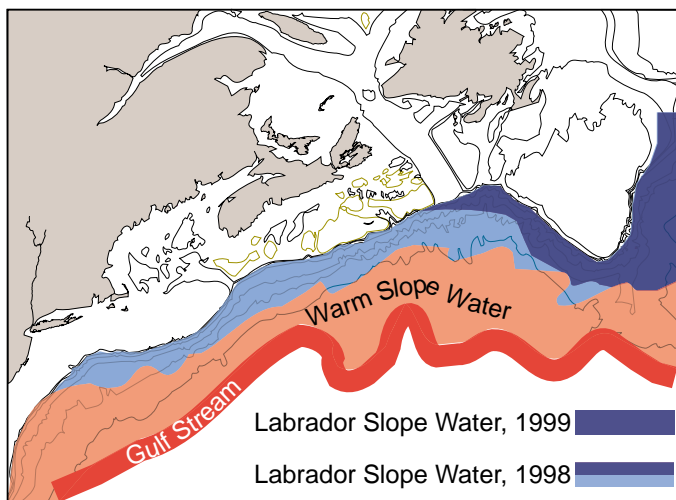 Warm Slope Water
Gulf Stream
Labrador Slope Water, 1999
Labrador Slope Water, 1998